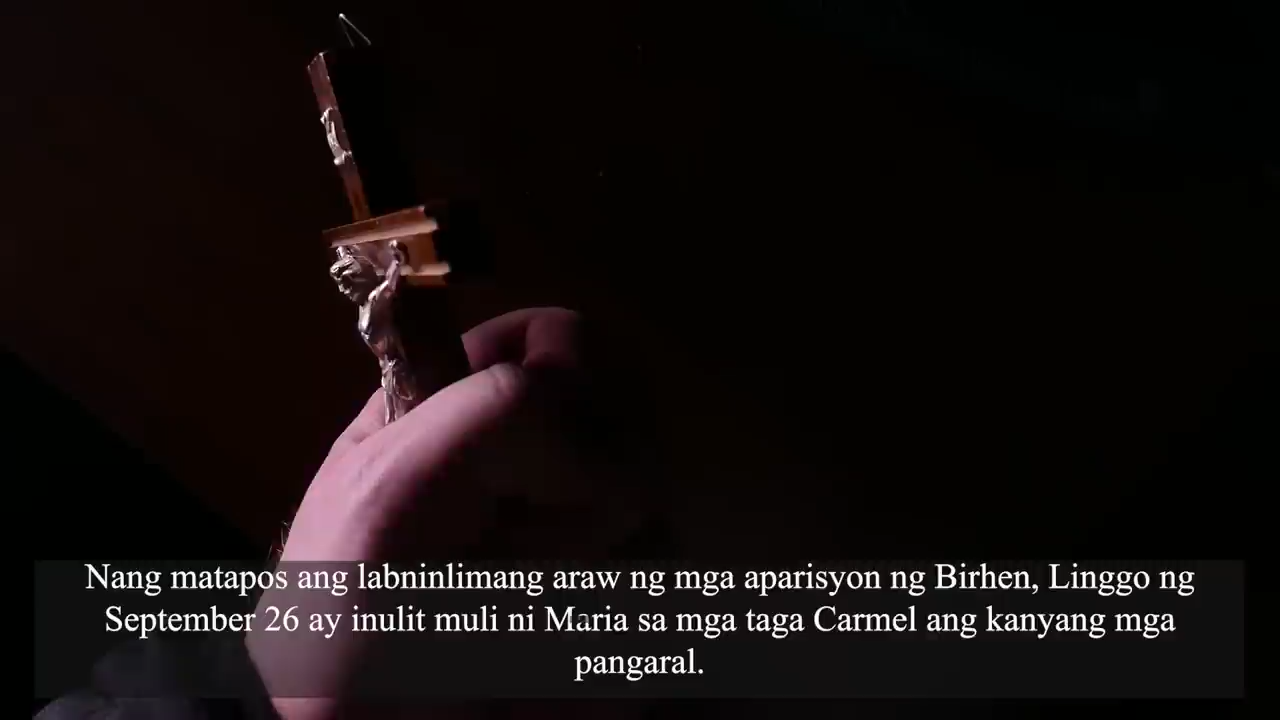 Nang matapos ang labninlimang araw ng mga aparisyon ng Birhen, Linggo ng
September 26 ay inulit muli ni Maria sa mga taga Carmel ang kanyang mga
pangaral.